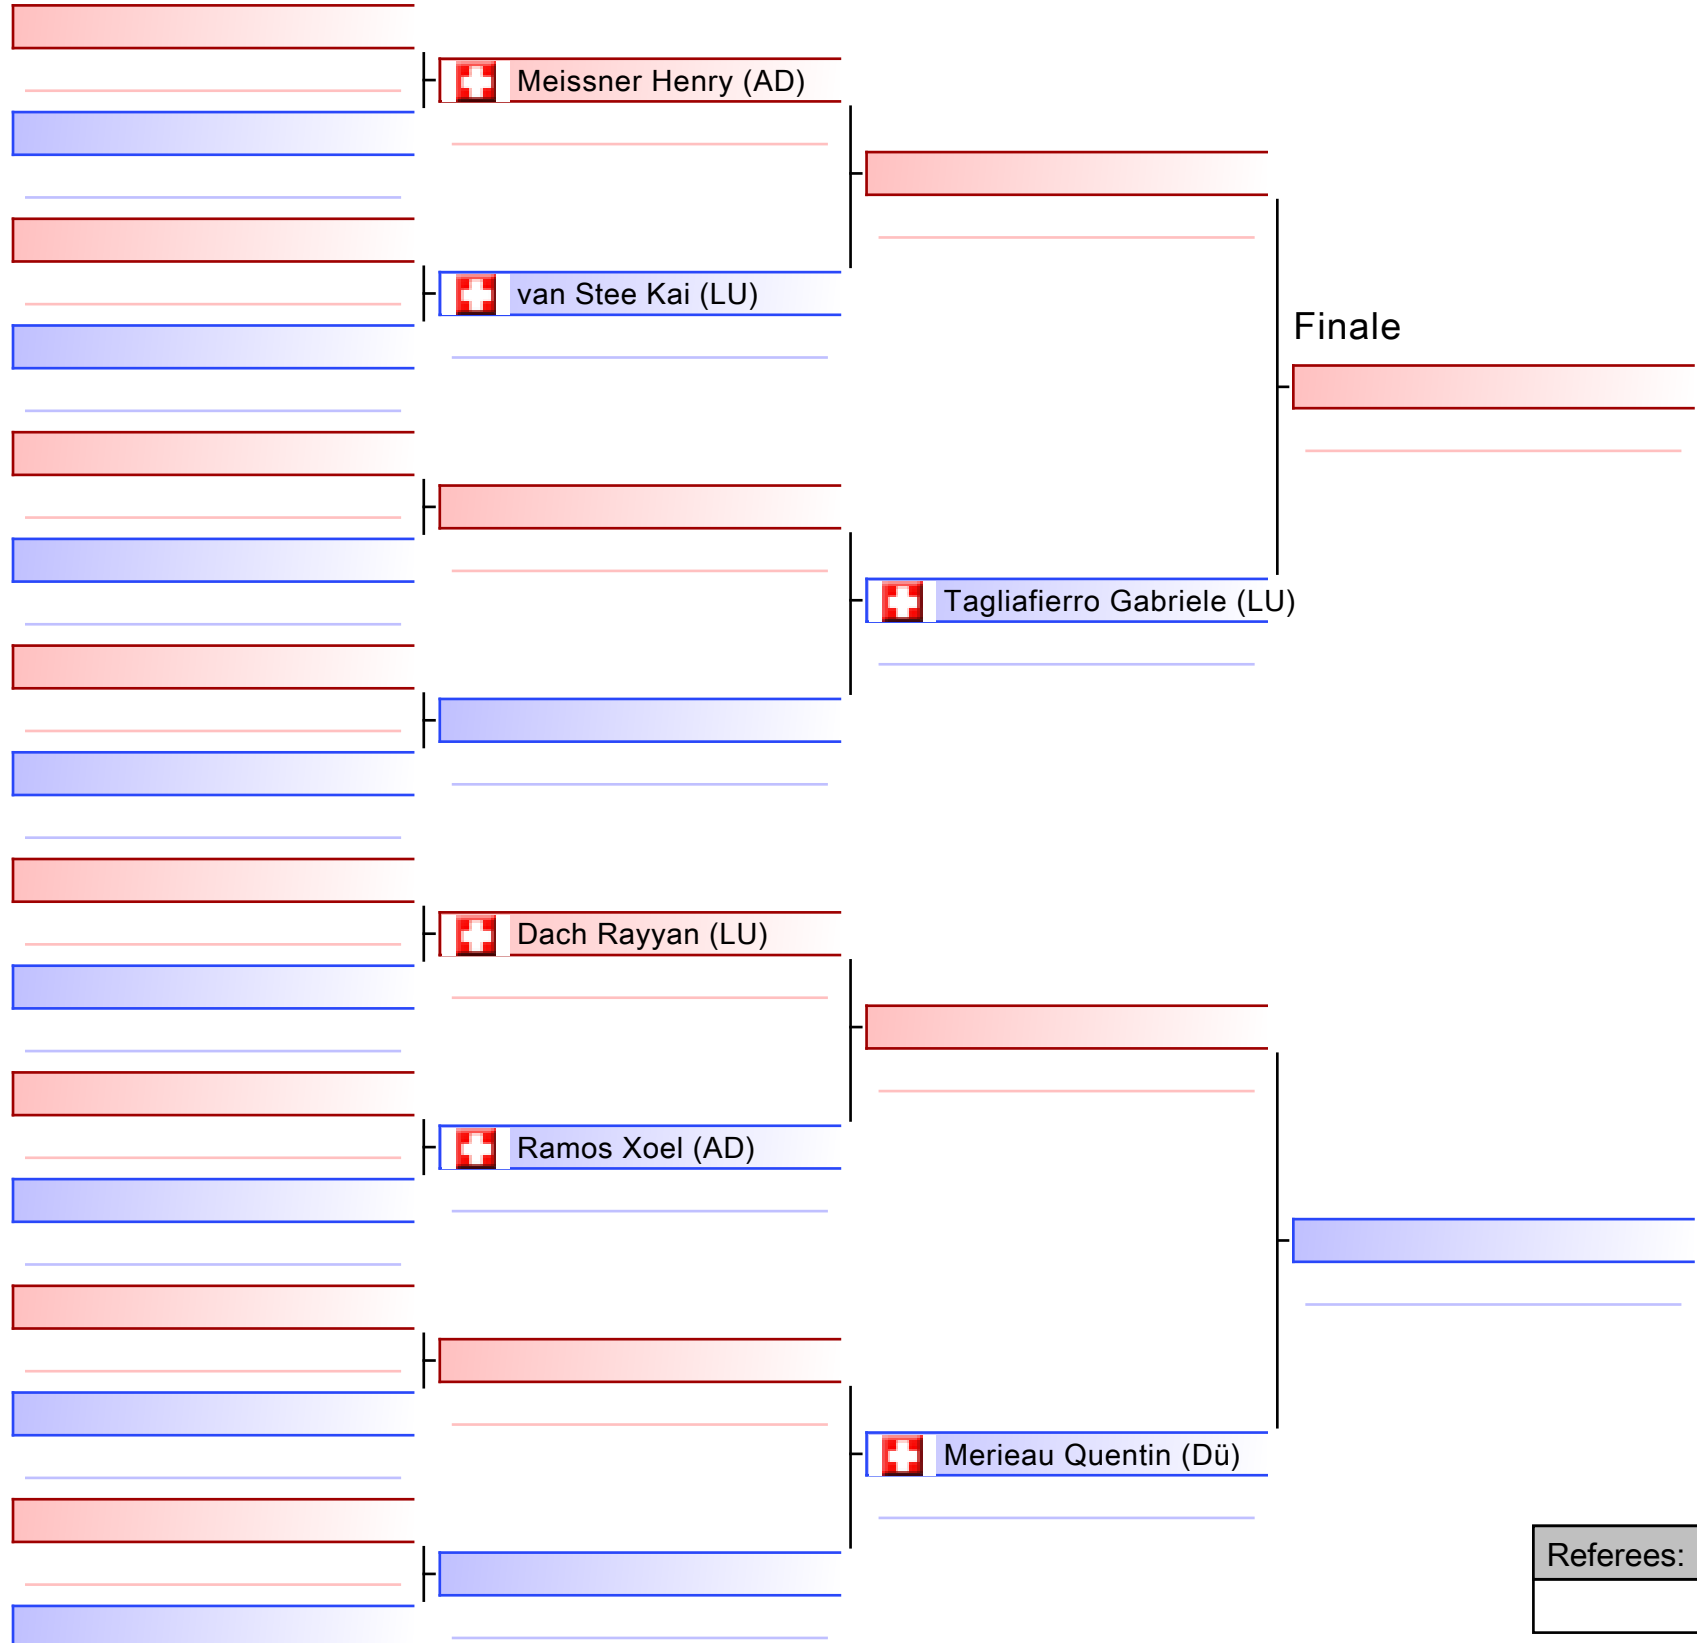 Meissner Henry (AD)
van Stee Kai (LU)
Finale
Tagliafierro Gabriele (LU)
Dach Rayyan (LU)
Ramos Xoel (AD)
Merieau Quentin (Dü)
Referees: